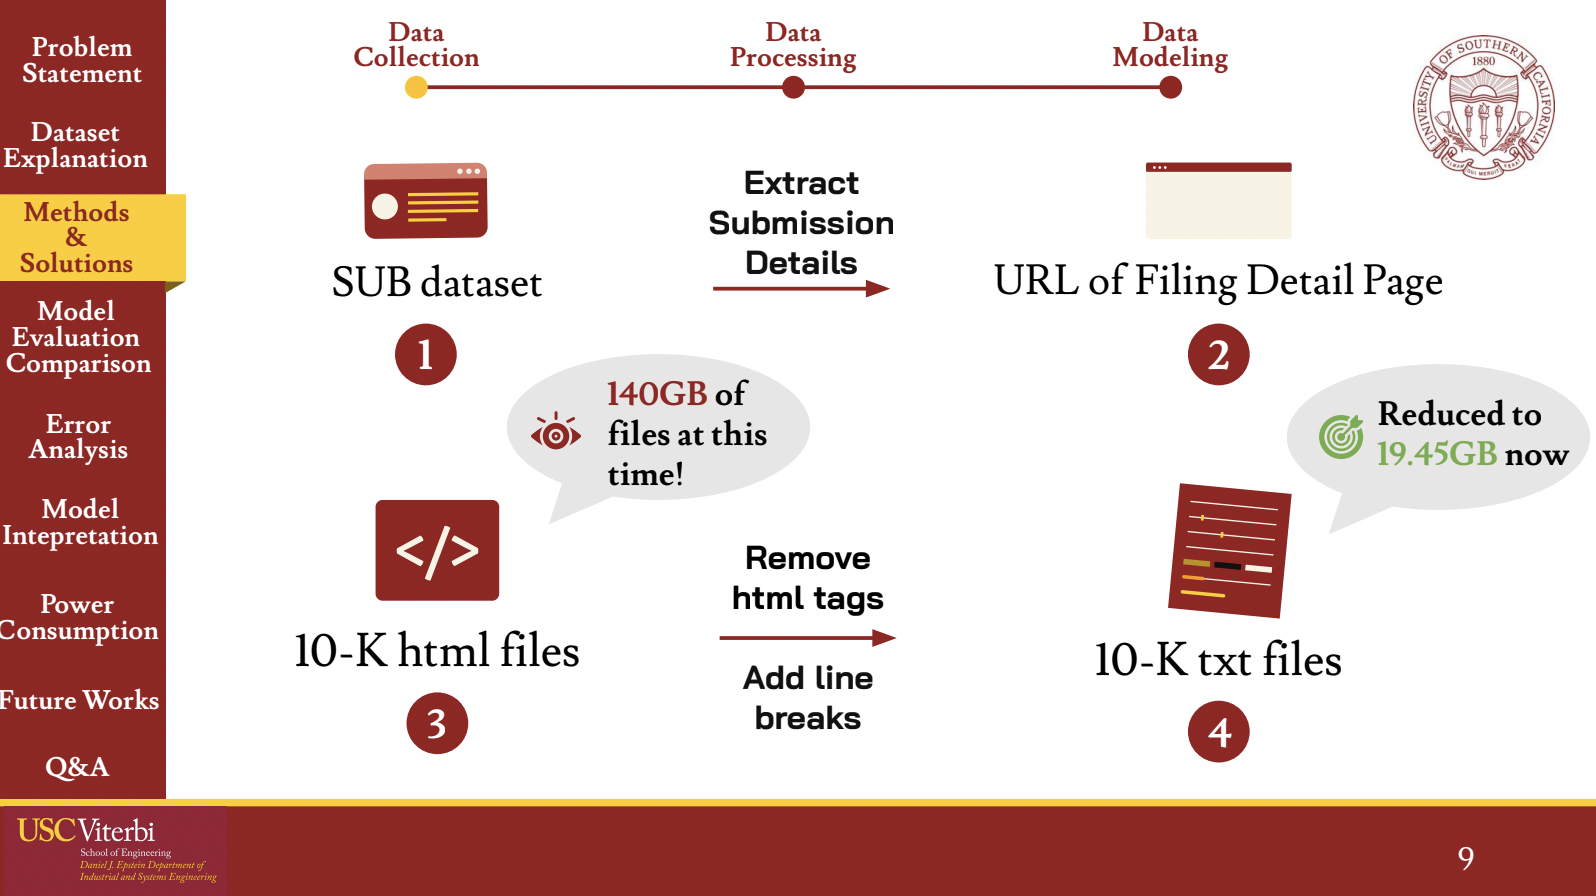 Problem
Statement
Dataset
Explanation
Methods
&
Solutions
Model
Evaluation
Comparison
Error
Analysis
Model
Intepretation
Power
Consumption
Future Works
Q&A
Data
Collection
Data
Processing
Data
Modeling
UNIVERSITY OF SOUTHERN CALIFORNIA
1880
SUB dataset
1
Extract
Submission
Details
URL of Filing Detail Page
2
140GB of
files at this
time!
Reduced to
19.45GB now
</>
10-K html files
3
Remove
html tags
Add line
breaks
10-K txt files
4
USC Viterbi
School of Engineering
Daniel J. Epstein Department of
Industrial and Systems Engineering
9